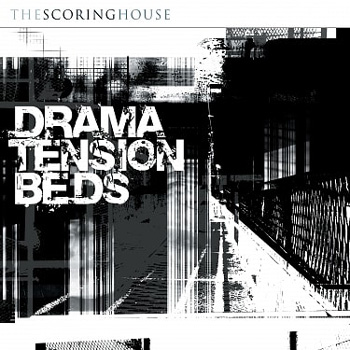 THESCORINGHOUSE
DRAMA
TENSION
BEDS